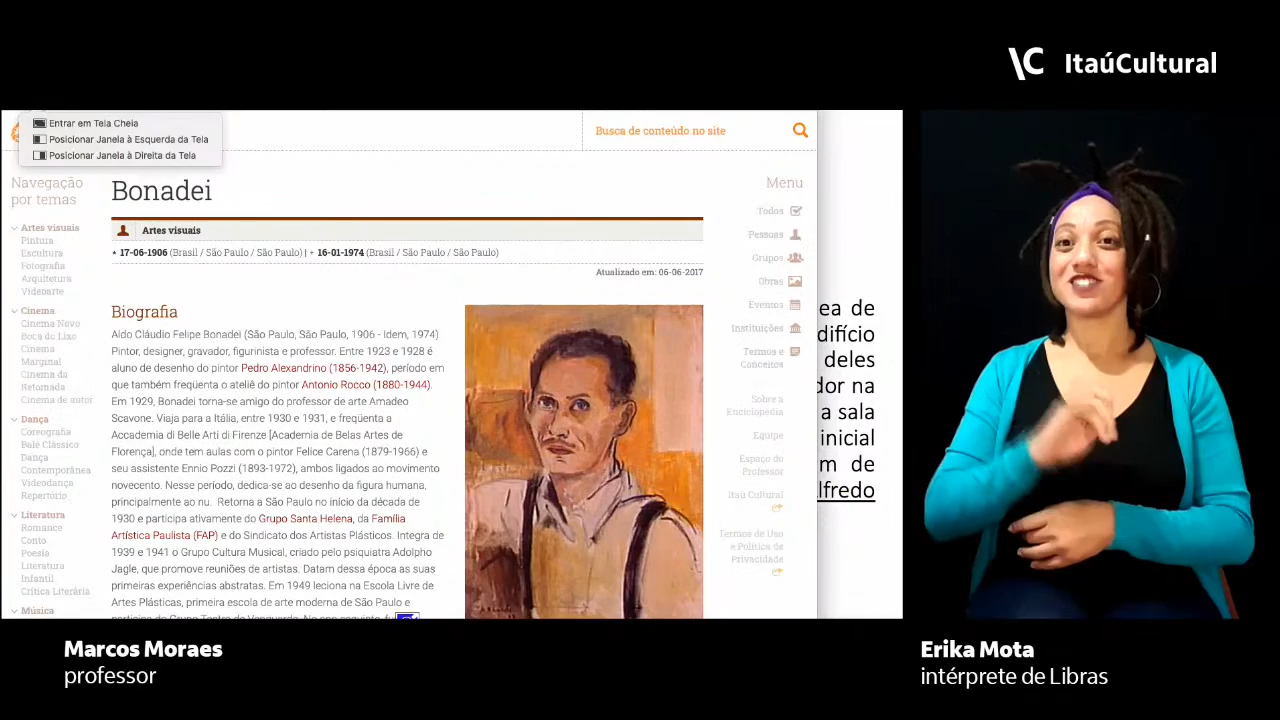 \C ItaúCultural
Entrar em Tela Cheia
Posicionar Janela à Esquerda da Tela
Posicionar Janela à Direita da Tela
Busca de conteúdo no site
Navegação
por temas
Artes visuais
Pintura
Escultura
Fotografia
Arquitetura
Videoarte
Cinema
Cinema Novo
Boca do Lixo
Cinema
Marginal
Cinema da
Retomada
Cinema de autor
Dança
Coreografia
Balé Clássico
Dança
Contemporânea
Videodança
Repertório
Literatura
Romance
Conto
Poesia
Literatura
Infantil
Crítica Literária
Música
Bonadei
Artes visuais
17-06-1906 (Brasil / São Paulo / São Paulo) | + 16-01-1974 (Brasil / São Paulo / São Paulo)
Atualizado em: 06-06-2017
Biografia
Aldo Cláudio Felipe Bonadei (São Paulo, São Paulo, 1906 - Idem, 1974).
Pintor, designer, gravador, figurinista e professor. Entre 1923 e 1928 é
aluno de desenho do pintor Pedro Alexandrino (1856-1942), período em
que também freqüenta o ateliê do pintor Antonio Rocco (1880-1944).
Em 1929, Bonadei torna-se amigo do professor de arte Amadeo
Scavone. Viaja para a Itália, entre 1930 e 1931, e freqüenta a
Accademia di Belle Arti di Firenze [Academia de Belas Artes de
Florença], onde tem aulas com o pintor Felice Carena (1879-1966) e
seu assistente Ennio Pozzi (1893-1972), ambos ligados ao movimento
novecento. Nesse período, dedica-se ao desenho da figura humana,
principalmente ao nu. Retorna a São Paulo no início da década de
1930 e participa ativamente do Grupo Santa Helena, da Família
Artística Paulista (FAP) e do Sindicato dos Artistas Plásticos. Integra de
1939 e 1941 o Grupo Cultura Musical, criado pelo psiquiatra Adolpho
Jagle, que promove reuniões de artistas. Datam dessa época as suas
primeiras experiências abstratas. Em 1949 leciona na Escola Livre de
Artes Plásticas, primeira escola de arte moderna de São Paulo e
Menu
Todos
Pessoas
Grupos
Obras
Eventos
Instituições
Termos e
Conceitos
Sobre a
Enciclopédia
Equipe
Espaço do
Professor
Itaú Cultural
Termos de Uso
e Política de
Privacidade
ea de
difício
deles
dor na
a sala
inicial
m de
lfredo
Marcos Moraes
professor
Erika Mota
intérprete de Libras